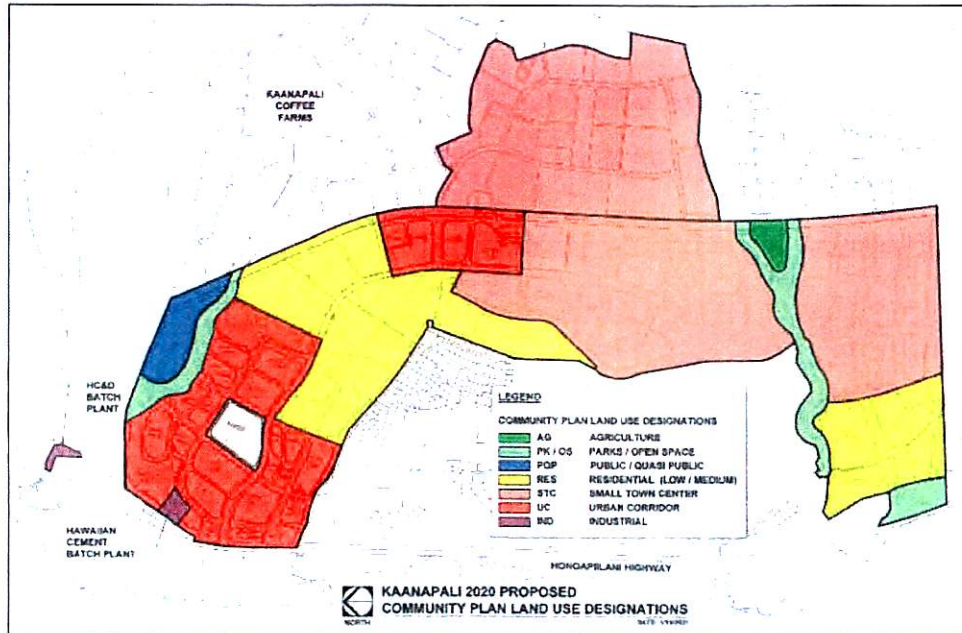 KAANAPALI
COFFEE
FARMS
HC&D
BATCH
PLANT
HAWAIIAN
CEMENT
BATCH PLANT
LEGEND
COMMUNITY PLAN LAND USE DESIGNATIONS
AG AGRICULTURE
PK / OS PARKS / OPEN SPACE
PQP PUBLIC / QUASI PUBLIC
RES RESIDENTIAL (LOW / MEDIUM)
STC SMALL TOWN CENTER
UC URBAN CORRIDOR
IND INDUSTRIAL
HONOAPIILANI HIGHWAY
KAANAPALI 2020 PROPOSED
COMMUNITY PLAN LAND USE DESIGNATIONS
NORTH
DATE: